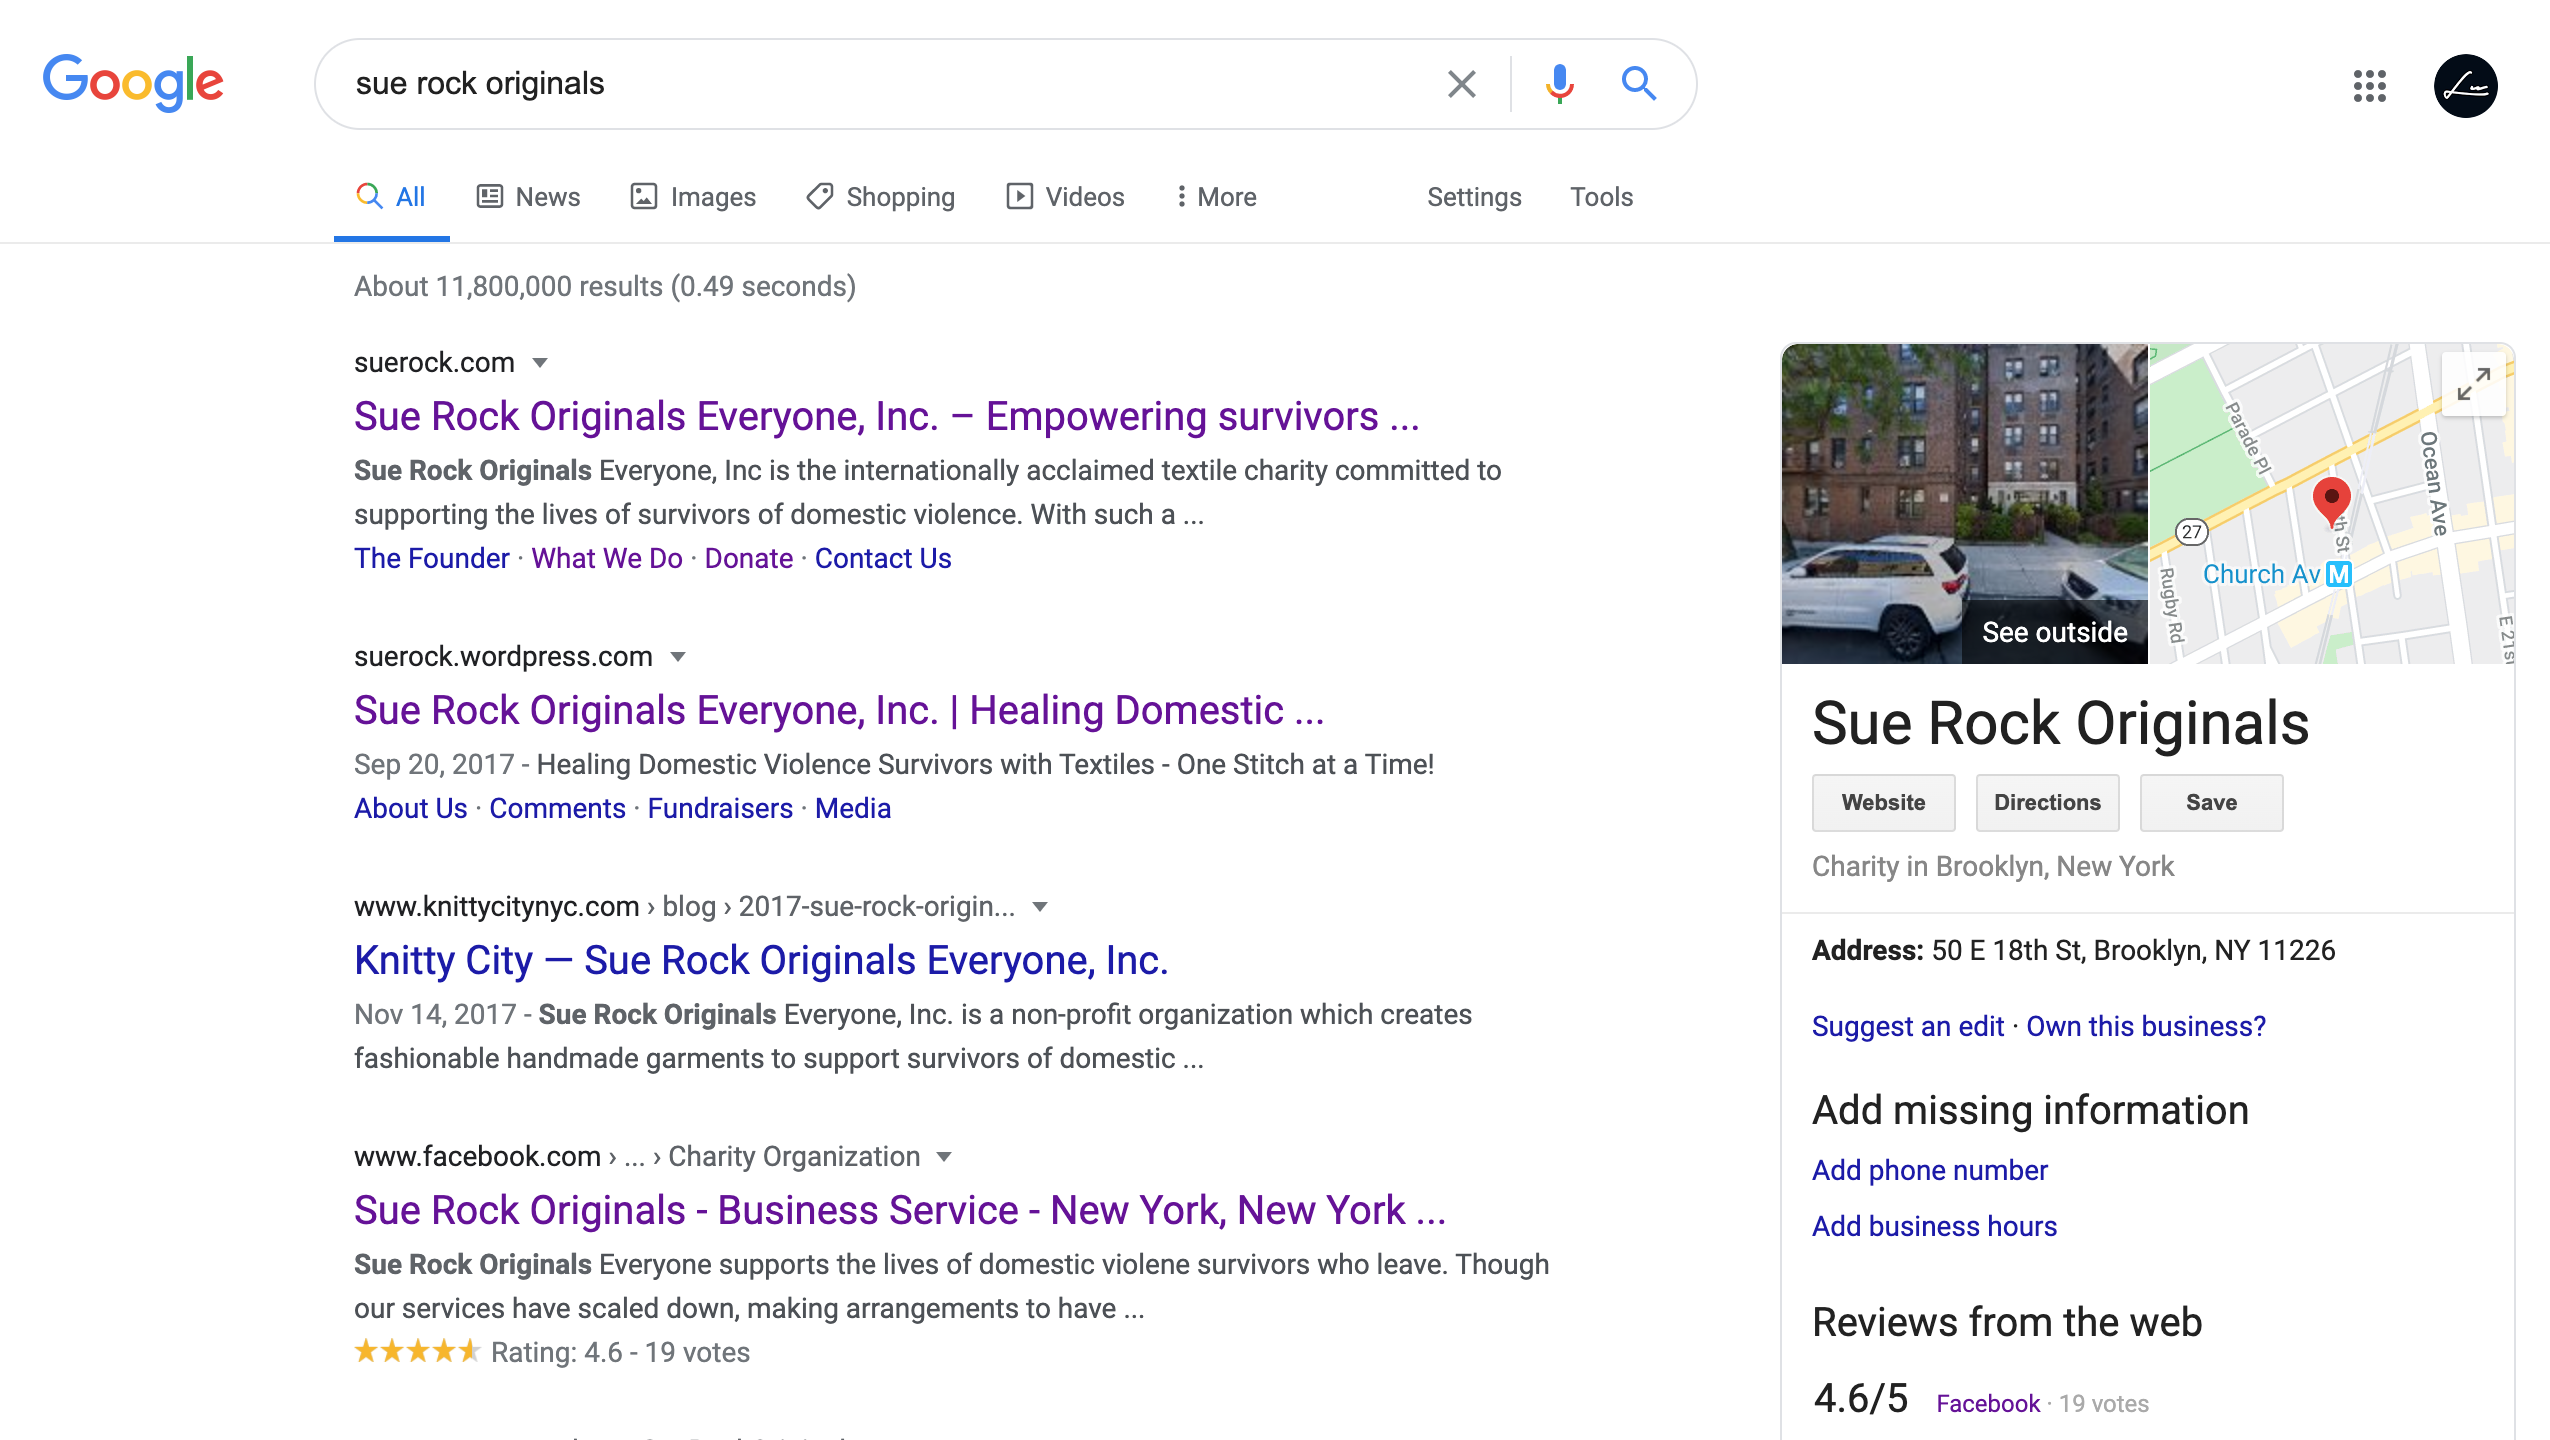 Google
sue rock originals
All
News
Images
Shopping
Videos
More
Settings
Tools
About 11,800,000 results (0.49 seconds)
suerock.com
Sue Rock Originals Everyone, Inc. – Empowering survivors ...
Sue Rock Originals Everyone, Inc is the internationally acclaimed textile charity committed to
supporting the lives of survivors of domestic violence. With such a ...
The Founder · What We Do · Donate · Contact Us
suerock.wordpress.com
Sue Rock Originals Everyone, Inc. | Healing Domestic ...
Sep 20, 2017 - Healing Domestic Violence Survivors with Textiles - One Stitch at a Time!
About Us · Comments · Fundraisers · Media
www.knittycitynyc.com › blog › 2017-sue-rock-origin...
Knitty City — Sue Rock Originals Everyone, Inc.
Nov 14, 2017 - Sue Rock Originals Everyone, Inc. is a non-profit organization which creates
fashionable handmade garments to support survivors of domestic ...
www.facebook.com › ... › Charity Organization
Sue Rock Originals - Business Service - New York, New York ...
Sue Rock Originals Everyone supports the lives of domestic violene survivors who leave. Though
our services have scaled down, making arrangements to have ...
Rating: 4.6 - 19 votes
See outside
Parade Pl
Ocean Ave
27
th St
Church Av M
Rugby Rd
E 21s
Sue Rock Originals
Website
Directions
Save
Charity in Brooklyn, New York
Address: 50 E 18th St, Brooklyn, NY 11226
Suggest an edit · Own this business?
Add missing information
Add phone number
Add business hours
Reviews from the web
4.6/5 Facebook · 19 votes